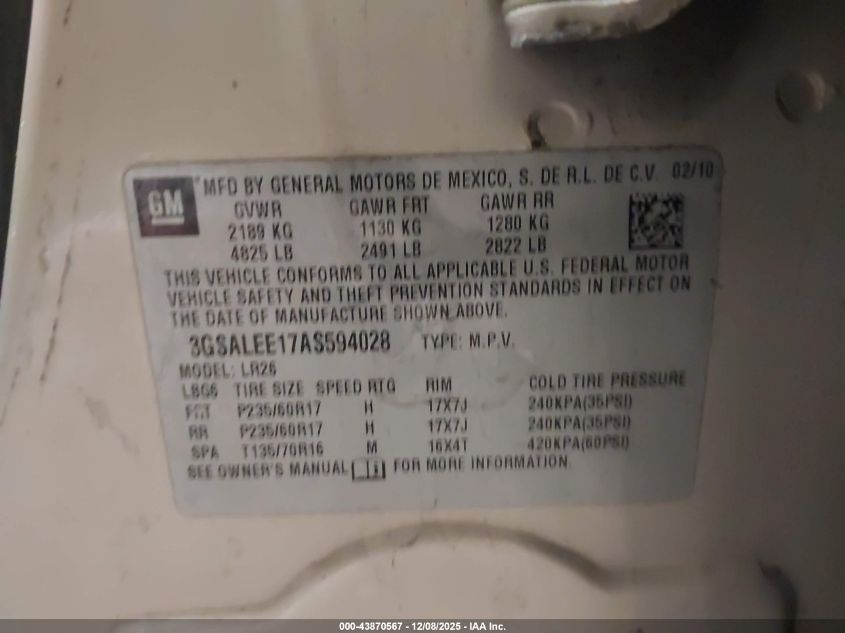 GM
MFD BY GENERAL MOTORS DE MEXICO, S. DE R.L. DE C.V. 02/10
GVWR GAWR FRT GAWR RR
2189 KG 1130 KG 1280 KG
4825 LB 2491 LB 2822 LB
THIS VEHICLE CONFORMS TO ALL APPLICABLE U.S. FEDERAL MOTOR
VEHICLE SAFETY AND THEFT PREVENTION STANDARDS IN EFFECT ON
THE DATE OF MANUFACTURE SHOWN ABOVE.
3GSALEE17AS594028 TYPE: M.P.V.
MODEL: LR26
LBG6 TIRE SIZE SPEED RTG RIM COLD TIRE PRESSURE
FRT P235/60R17 H 17X7J 240KPA(35PSI)
RR P235/60R17 H 17X7J 240KPA(35PSI)
SPA T135/70R16 M 16X4T 420KPA(60PSI)
SEE OWNER'S MANUAL FOR MORE INFORMATION.
000-43870567 - 12/08/2025 - IAA Inc.